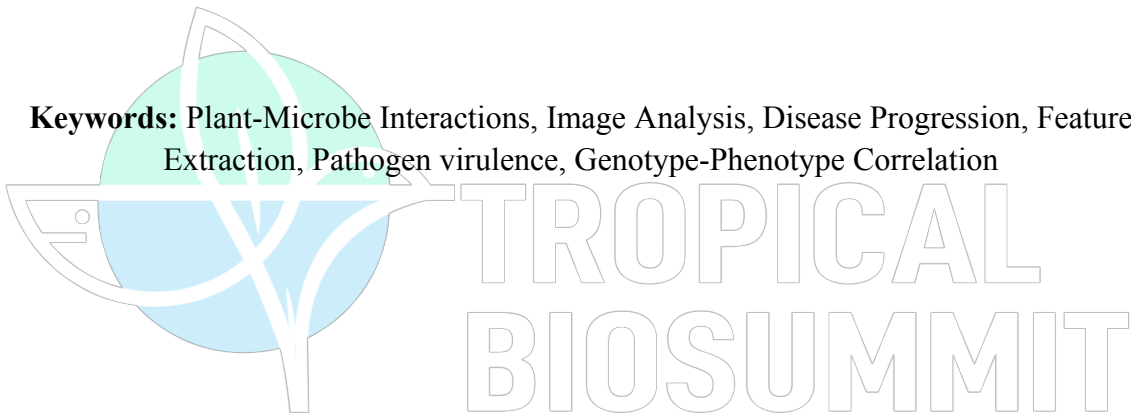 Keywords: Plant-Microbe Interactions, Image Analysis, Disease Progression, Feature
Extraction, Pathogen virulence, Genotype-Phenotype Correlation
TROPICAL
BIOSUMMIT